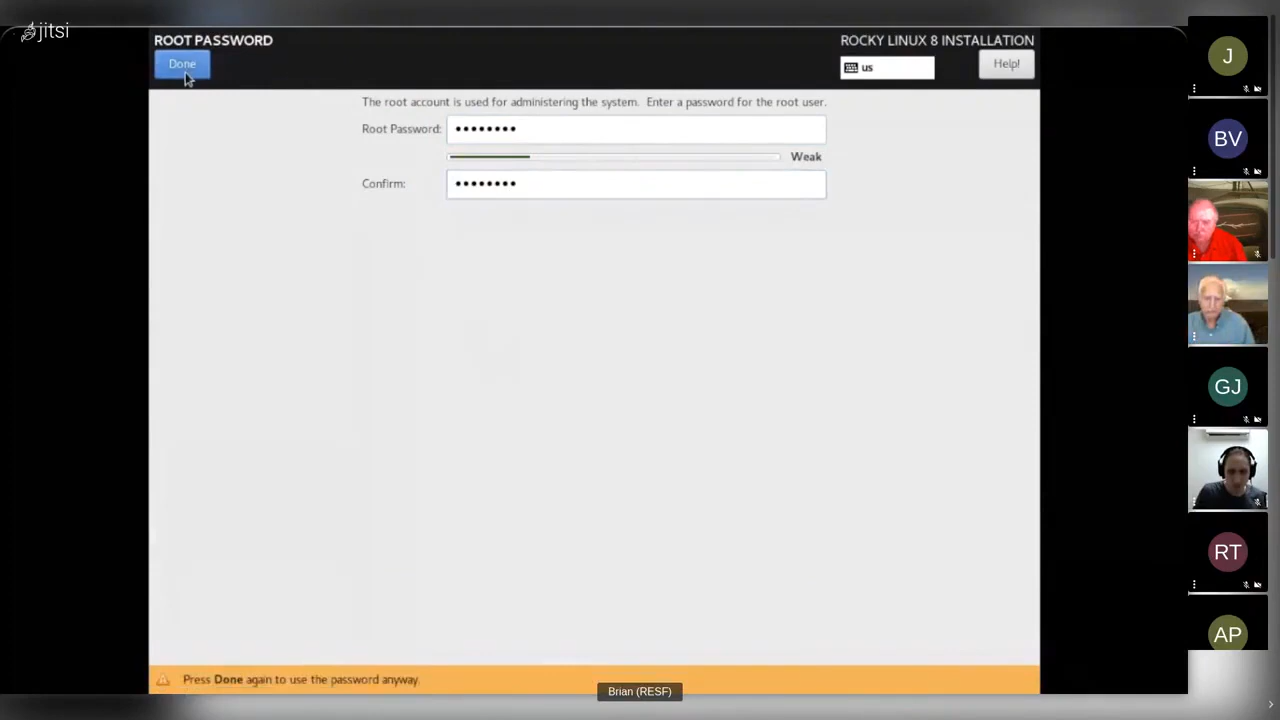 jitsi
ROOT PASSWORD
Done
ROCKY LINUX 8 INSTALLATION
us
Help!
The root account is used for administering the system. Enter a password for the root user.
Root Password: ••••••••
Weak
Confirm: ••••••••
Press Done again to use the password anyway.
Brian (RESF)
J
BV
GJ
RT
AP